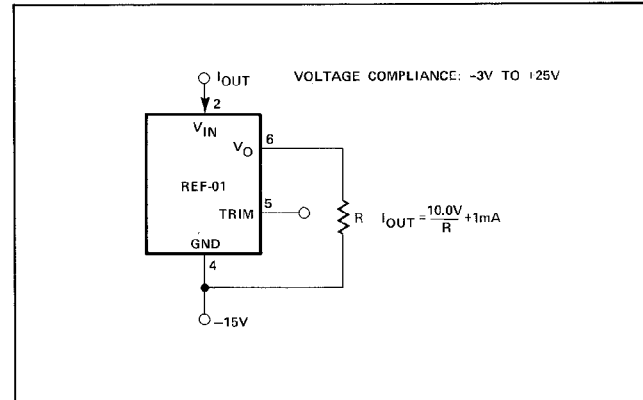 IOUT
VOLTAGE COMPLIANCE: -3V TO +25V
2
VIN
6
VO
REF-01
5
TRIM
R
IOUT = 10.0V/R +1mA
GND
4
-15V